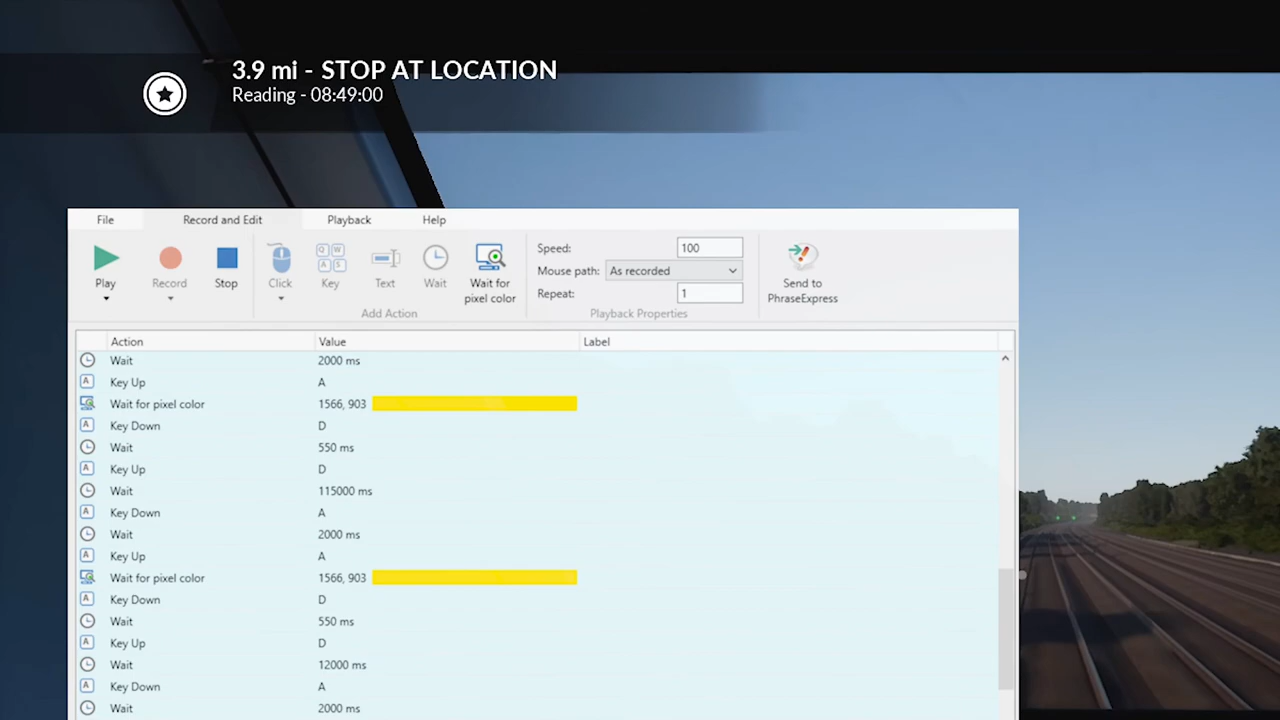 3.9 mi - STOP AT LOCATION
Reading - 08:49:00
File Record and Edit Playback Help
Play Record Stop Click Key Text Wait Wait for pixel color
Q W A S
Add Action
Speed: 100
Mouse path: As recorded
Repeat: 1
Playback Properties
Send to PhraseExpress
Action Value Label
Wait 2000 ms
A Key Up A
Wait for pixel color 1566, 903
A Key Down D
Wait 550 ms
A Key Up D
Wait 115000 ms
A Key Down A
Wait 2000 ms
A Key Up A
Wait for pixel color 1566, 903
A Key Down D
Wait 550 ms
A Key Up D
Wait 12000 ms
A Key Down A
Wait 2000 ms